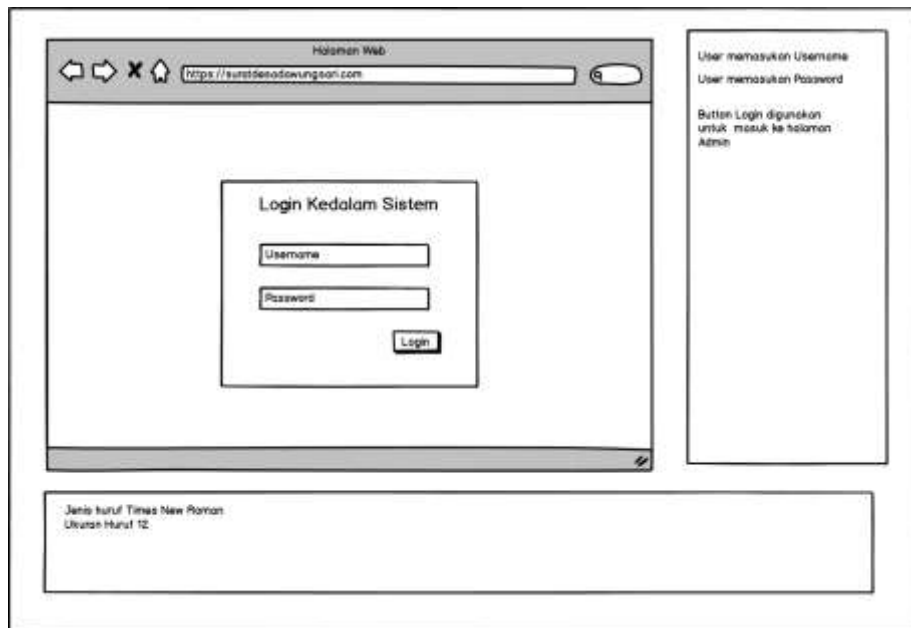 Halaman Web
https://suratdesadawungsari.com
User memasukan Username
User memasukan Password
Button Login digunakan
untuk masuk ke halaman
Admin
Login Kedalam Sistem
Username
Password
Login
Jenis huruf Times New Roman
Ukuran Huruf 12